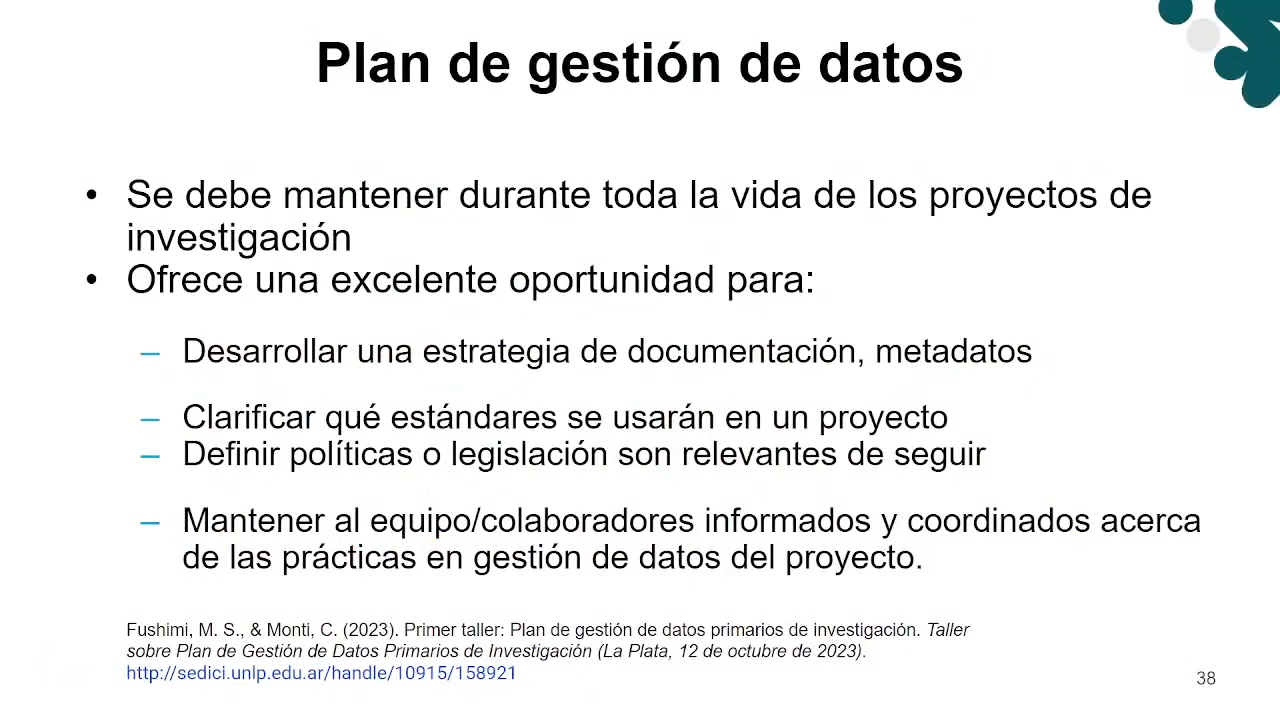 Plan de gestión de datos
• Se debe mantener durante toda la vida de los proyectos de
investigación
• Ofrece una excelente oportunidad para:
– Desarrollar una estrategia de documentación, metadatos
– Clarificar qué estándares se usarán en un proyecto
– Definir políticas o legislación son relevantes de seguir
– Mantener al equipo/colaboradores informados y coordinados acerca
de las prácticas en gestión de datos del proyecto.
Fushimi, M. S., & Monti, C. (2023). Primer taller: Plan de gestión de datos primarios de investigación. Taller
sobre Plan de Gestión de Datos Primarios de Investigación (La Plata, 12 de octubre de 2023).
http://sedici.unlp.edu.ar/handle/10915/158921
38